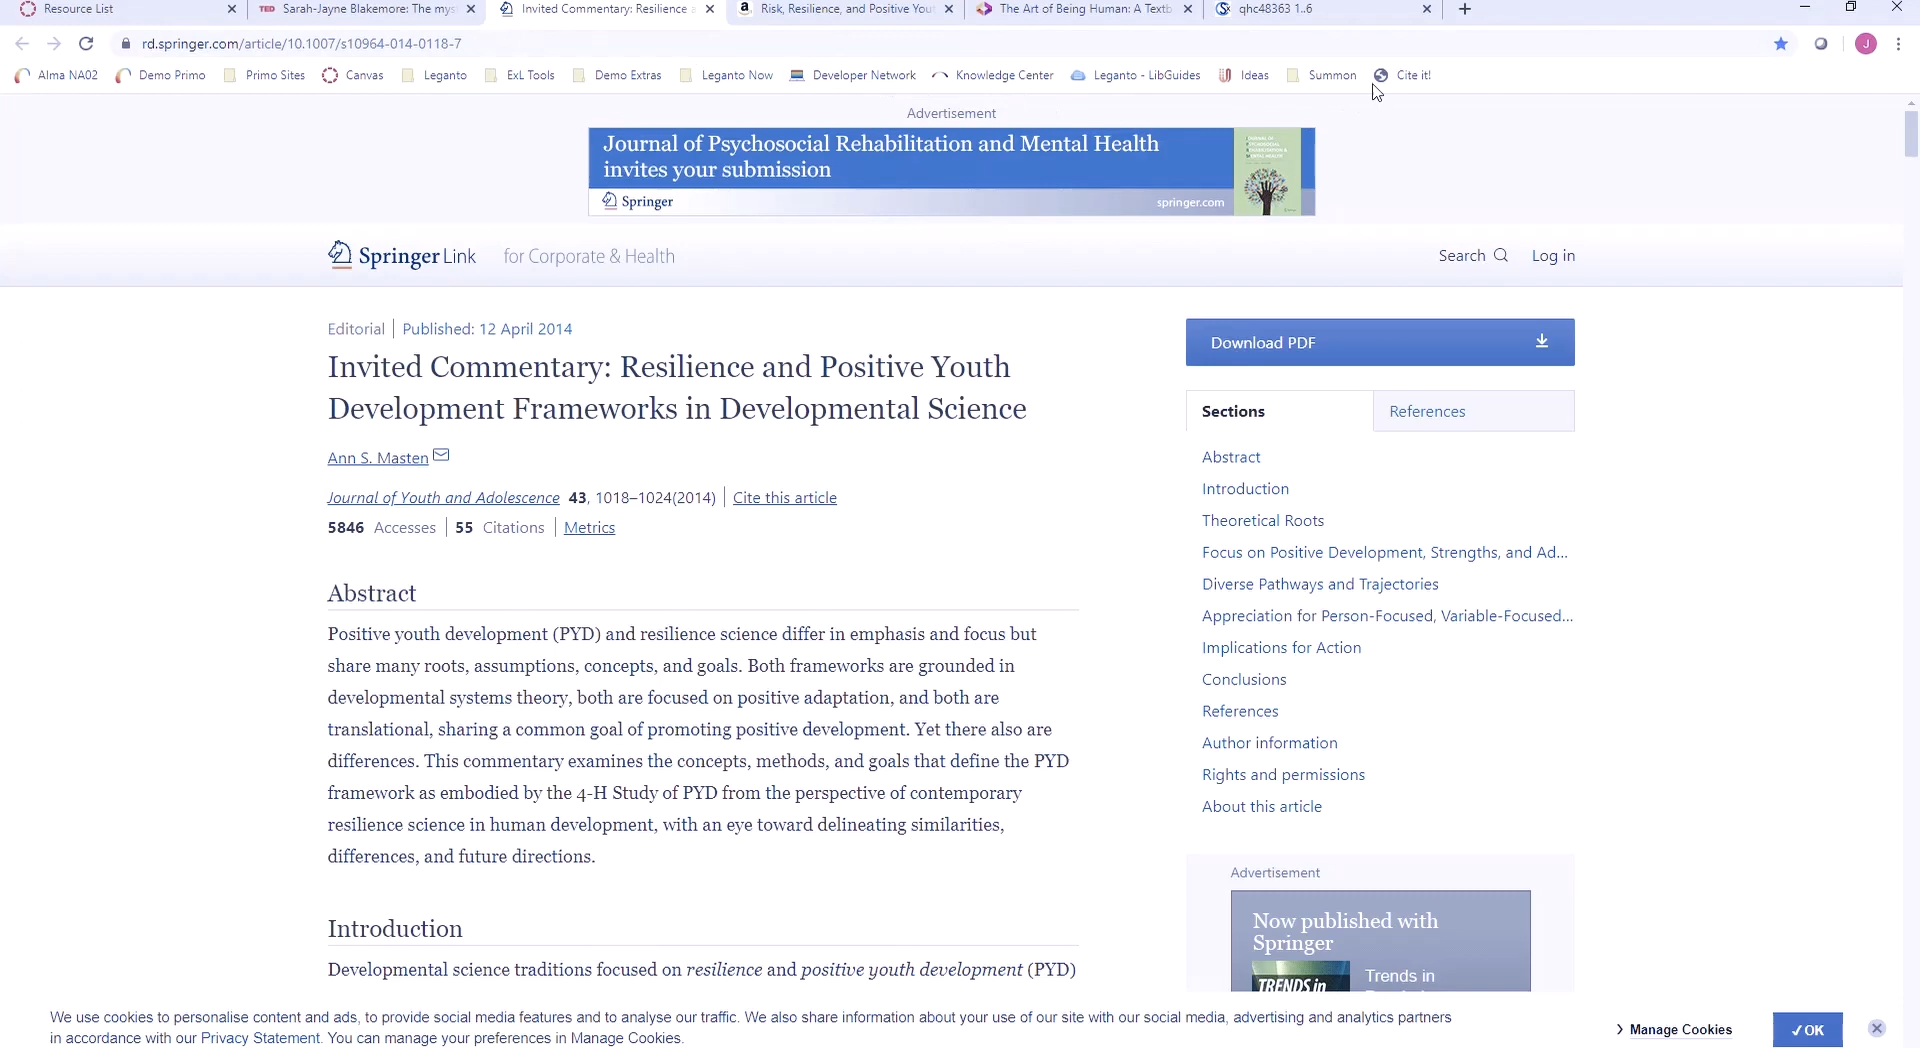 Resource List
TED Sarah-Jayne Blakemore: The mys
Invited Commentary: Resilience a
Risk, Resilience, and Positive You
The Art of Being Human: A Textb
qhc48363 1..6
rd.springer.com/article/10.1007/s10964-014-0118-7
J
Alma NA02 Demo Primo Primo Sites Canvas Leganto ExL Tools Demo Extras Leganto Now Developer Network Knowledge Center Leganto - LibGuides Ideas Summon Cite it!
Advertisement
Journal of Psychosocial Rehabilitation and Mental Health
invites your submission
Springer
springer.com
Springer Link for Corporate & Health
Search Log in
Editorial | Published: 12 April 2014
Invited Commentary: Resilience and Positive Youth
Development Frameworks in Developmental Science
Ann S. Masten
Journal of Youth and Adolescence 43, 1018–1024(2014) | Cite this article
5846 Accesses | 55 Citations | Metrics
Abstract
Positive youth development (PYD) and resilience science differ in emphasis and focus but
share many roots, assumptions, concepts, and goals. Both frameworks are grounded in
developmental systems theory, both are focused on positive adaptation, and both are
translational, sharing a common goal of promoting positive development. Yet there also are
differences. This commentary examines the concepts, methods, and goals that define the PYD
framework as embodied by the 4-H Study of PYD from the perspective of contemporary
resilience science in human development, with an eye toward delineating similarities,
differences, and future directions.
Introduction
Developmental science traditions focused on resilience and positive youth development (PYD)
Download PDF
Sections
References
Abstract
Introduction
Theoretical Roots
Focus on Positive Development, Strengths, and Ad...
Diverse Pathways and Trajectories
Appreciation for Person-Focused, Variable-Focused...
Implications for Action
Conclusions
References
Author information
Rights and permissions
About this article
Advertisement
Now published with
Springer
TRENDS in
Trends in
We use cookies to personalise content and ads, to provide social media features and to analyse our traffic. We also share information about your use of our site with our social media, advertising and analytics partners
in accordance with our Privacy Statement. You can manage your preferences in Manage Cookies.
Manage Cookies
✓OK